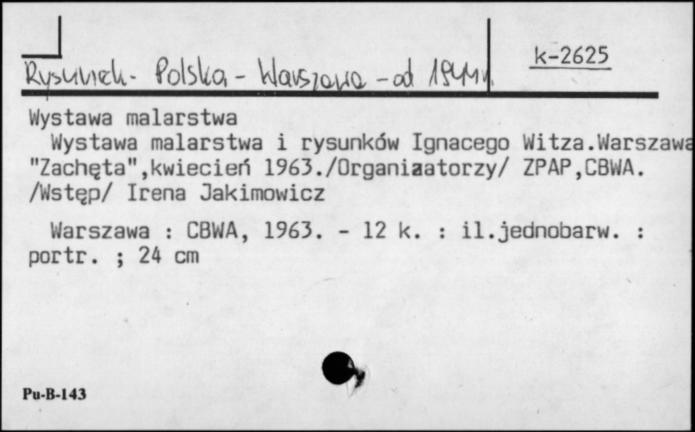 k-2625
Rysunek - Polska - Warszawa - od 1944 r.
Wystawa malarstwa
Wystawa malarstwa i rysunków Ignacego Witza.Warszawa
"Zachęta",kwiecień 1963./Organizaatorzy/ ZPAP,CBWA.
/Wstęp/ Irena Jakimowicz
Warszawa : CBWA, 1963. - 12 k. : il.jednobarw. :
portr. ; 24 cm
Pu-B-143